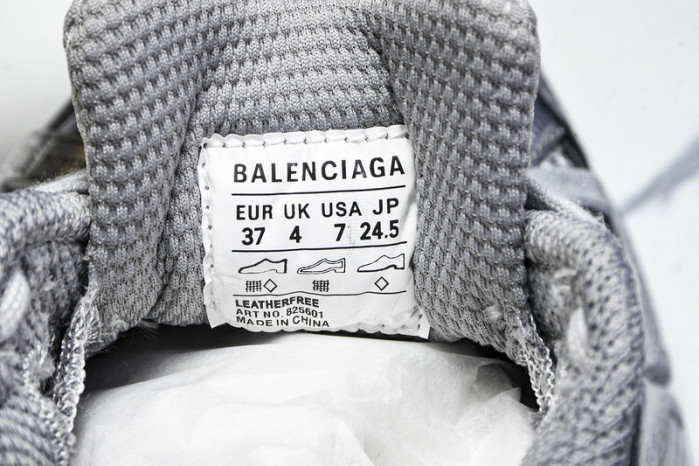 BALENCIAGA
EUR UK USA JP
37 4 7 24.5
LEATHERFREE
ART NO. 825601
MADE IN CHINA